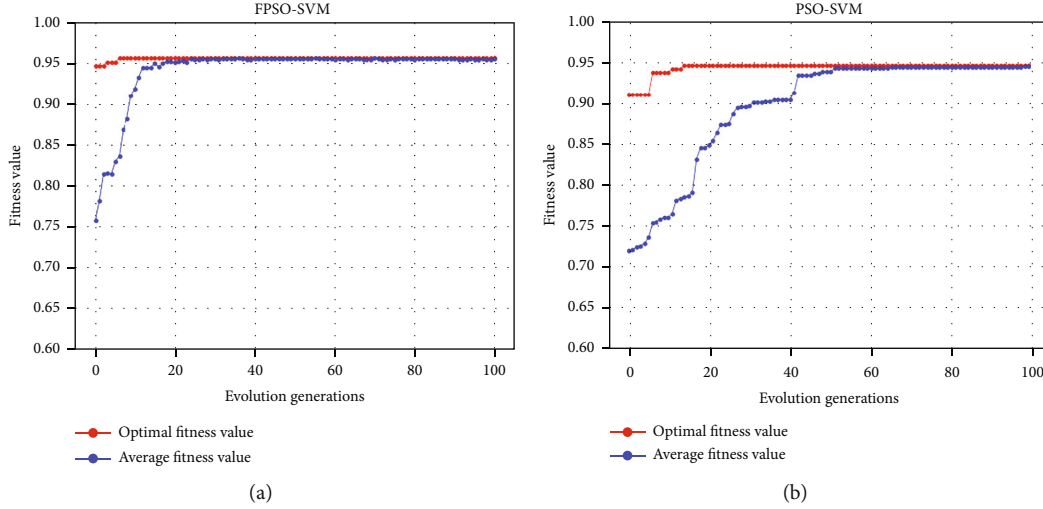 FPSO-SVM
1.00
0.95
0.90
0.85
0.80
0.75
0.70
0.65
0.60
Fitness value
0
20
40
60
80
100
Evolution generations
Optimal fitness value
Average fitness value
(a)
PSO-SVM
1.00
0.95
0.90
0.85
0.80
0.75
0.70
0.65
0.60
Fitness value
0
20
40
60
80
100
Evolution generations
Optimal fitness value
Average fitness value
(b)